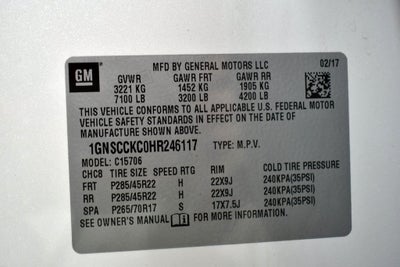 GM
MFD BY GENERAL MOTORS LLC 02/17
GVWR GAWR FRT GAWR RR
3221 KG 1452 KG 1905 KG
7100 LB 3200 LB 4200 LB
THIS VEHICLE CONFORMS TO ALL APPLICABLE U.S. FEDERAL MOTOR
VEHICLE SAFETY STANDARDS IN EFFECT ON THE DATE OF
MANUFACTURE SHOWN ABOVE.
1GNSCCKC0HR246117 TYPE: M.P.V.
MODEL: C15706
CHC8 TIRE SIZE SPEED RTG RIM COLD TIRE PRESSURE
FRT P285/45R22 H 22X9J 240KPA(35PSI)
RR P285/45R22 H 22X9J 240KPA(35PSI)
SPA P265/70R17 S 17X7.5J 240KPA(35PSI)
SEE OWNER'S MANUAL FOR MORE INFORMATION.